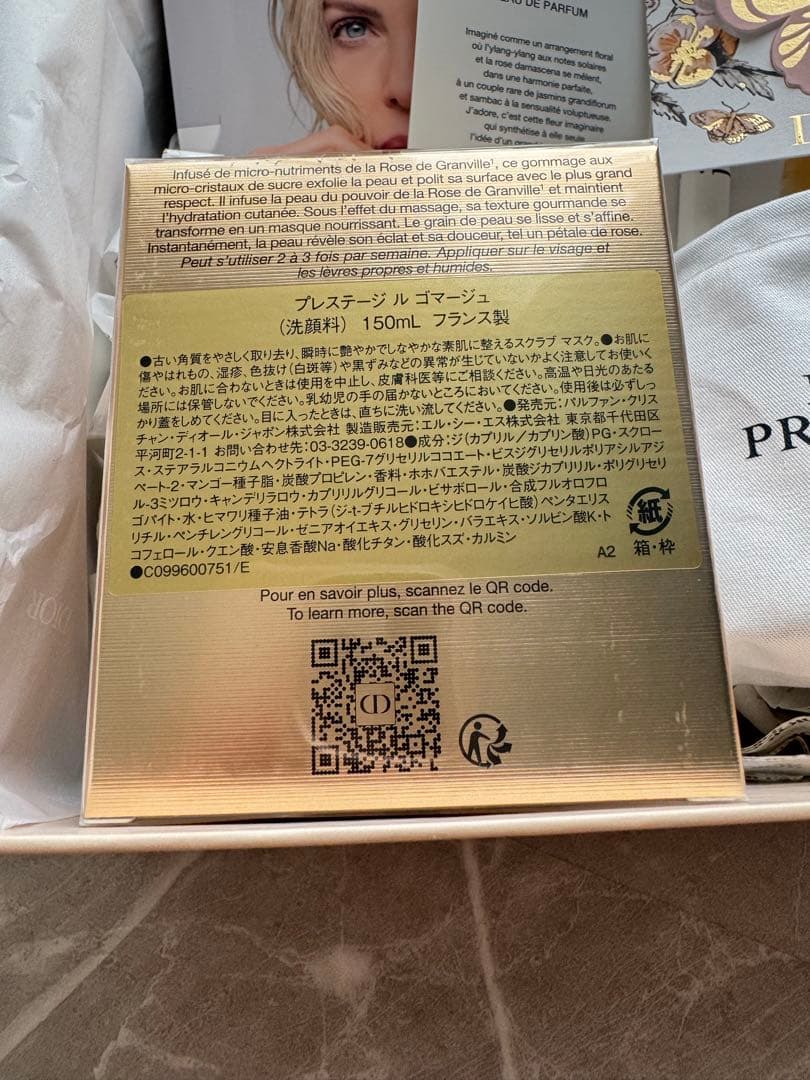 EAU DE PARFUM
Imaginé comme un arrangement floral
où l'ylang-ylang aux notes solaires
et la rose damascena se mêlent,
dans une harmonie parfaite,
à un couple rare de jasmins grandiflorum
et sambac à la sensualité voluptueuse.
J'adore, c'est cette fleur imaginaire
qui synthétise à elle seule
l'idée d'un
Infusé de micro-nutriments de la Rose de Granville¹, ce gommage aux
micro-cristaux de sucre exfolie la peau et polit sa surface avec le plus grand
respect. Il infuse la peau du pouvoir de la Rose de Granville¹ et maintient
l'hydratation cutanée. Sous l'effet du massage, sa texture gourmande se
transforme en un masque nourrissant. Le grain de peau se lisse et s'affine.
Instantanément, la peau révèle son éclat et sa douceur, tel un pétale de rose.
Peut s'utiliser 2 à 3 fois par semaine. Appliquer sur le visage et
les lèvres propres et humides.
プレステージ ル ゴマージュ
(洗顔料) 150mL フランス製
●古い角質をやさしく取り去り、瞬時に艶やかでしなやかな素肌に整えるスクラブ マスク。●お肌に
傷やはれもの、湿疹、色抜け(白斑等)や黒ずみなどの異常が生じていないかよく注意してお使いく
ださい。お肌に合わないときは使用を中止し、皮膚科医等にご相談ください。高温や日光のあたる
場所には保管しないでください。乳幼児の手の届かないところにおいてください。使用後は必ずしっ
かり蓋をしめてください。目に入ったときは、直ちに洗い流してください。●発売元:パルファン・クリス
チャン・ディオール・ジャポン株式会社 製造販売元:エル・シー・エス株式会社 東京都千代田区
平河町2-1-1 お問い合わせ先:03-3239-0618●成分:ジ(カプリル/カプリン酸)PG・スクロー
ス・ステアラルコニウムヘクトライト・PEG-7グリセリルココエート・ビスジグリセリルポリアシルアジ
ペート-2・マンゴー種子脂・炭酸プロピレン・香料・ホホバエステル・炭酸ジカプリリル・ポリグリセリ
ル-3ミツロウ・キャンデリラロウ・カプリリルグリコール・ビサボロール・合成フルオロフロ
ゴパイト・水・ヒマワリ種子油・テトラ(ジ-t-ブチルヒドロキシヒドロケイヒ酸)ペンタエリス
リチル・ペンチレングリコール・ゼニアオイエキス・グリセリン・バラエキス・ソルビン酸K・ト
コフェロール・クエン酸・安息香酸Na・酸化チタン・酸化スズ・カルミン
●C099600751/E
A2
紙
箱・枠
Pour en savoir plus, scannez le QR code.
To learn more, scan the QR code.
CD
PR
DIOR